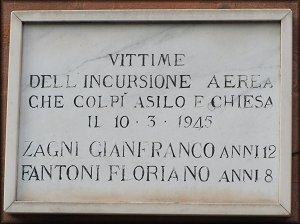 VITTIME
DELL'INCURSIONE AEREA
CHE COLPÍ ASILO E CHIESA
IL 10·3·1945
ZAGNI GIANFRANCO ANNI 12
FANTONI FLORIANO ANNI 8